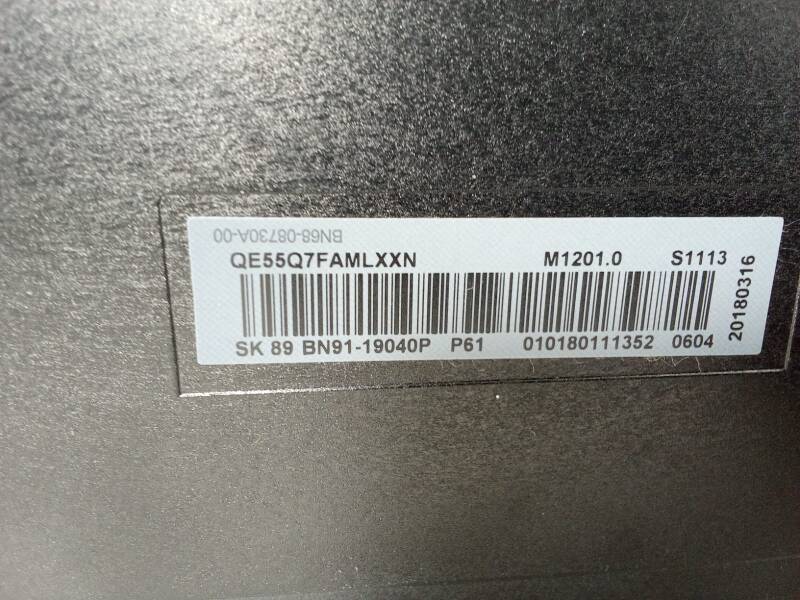 BN68-08730A-00
QE55Q7FAMLXXN M1201.0 S1113
SK 89 BN91-19040P P61 010180111352 0604
20180316